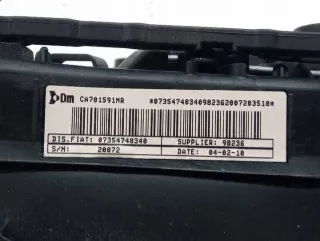 Dm CA701591MR *07354740340982362007203510*
DIS.FIAT: 07354740340 SUPPLIER: 98236
S/N: 20072 DATE: 04-02-10